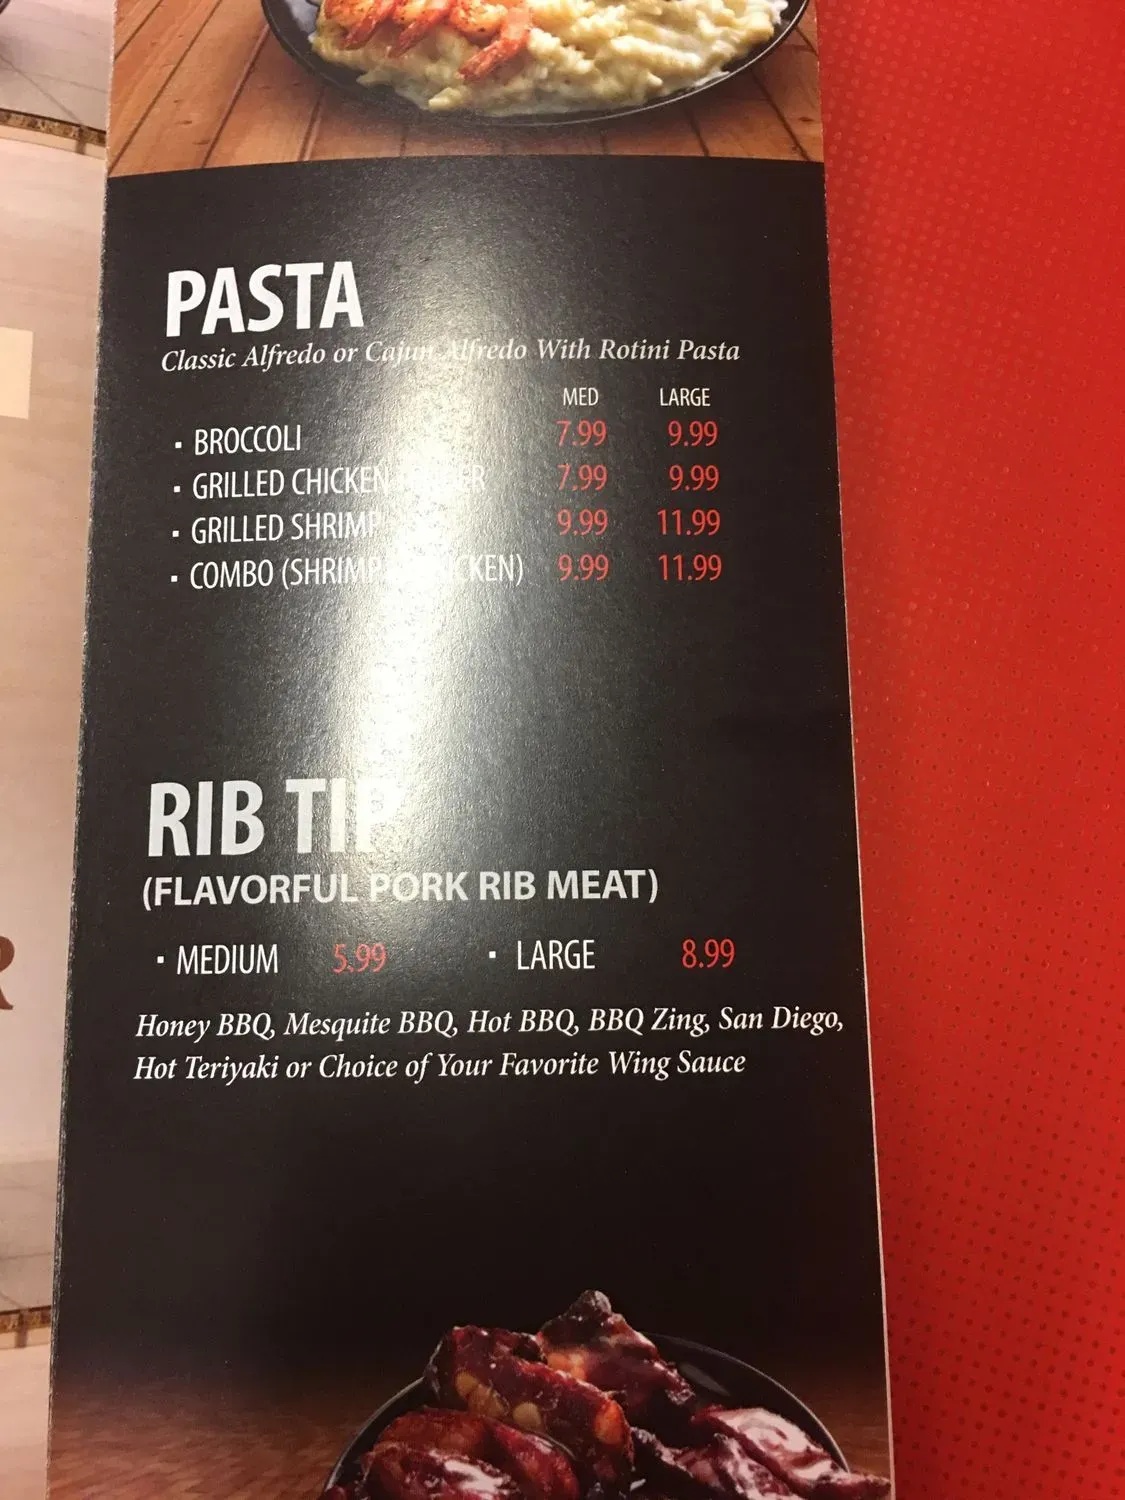 PASTA
Classic Alfredo or Cajun Alfredo With Rotini Pasta
MED LARGE
▪ BROCCOLI 7.99 9.99
▪ GRILLED CHICKEN 7.99 9.99
▪ GRILLED SHRIMP 9.99 11.99
▪ COMBO (SHRIMP CHICKEN) 9.99 11.99
RIB TIP
(FLAVORFUL PORK RIB MEAT)
▪ MEDIUM 5.99 ▪ LARGE 8.99
Honey BBQ, Mesquite BBQ, Hot BBQ, BBQ Zing, San Diego,
Hot Teriyaki or Choice of Your Favorite Wing Sauce